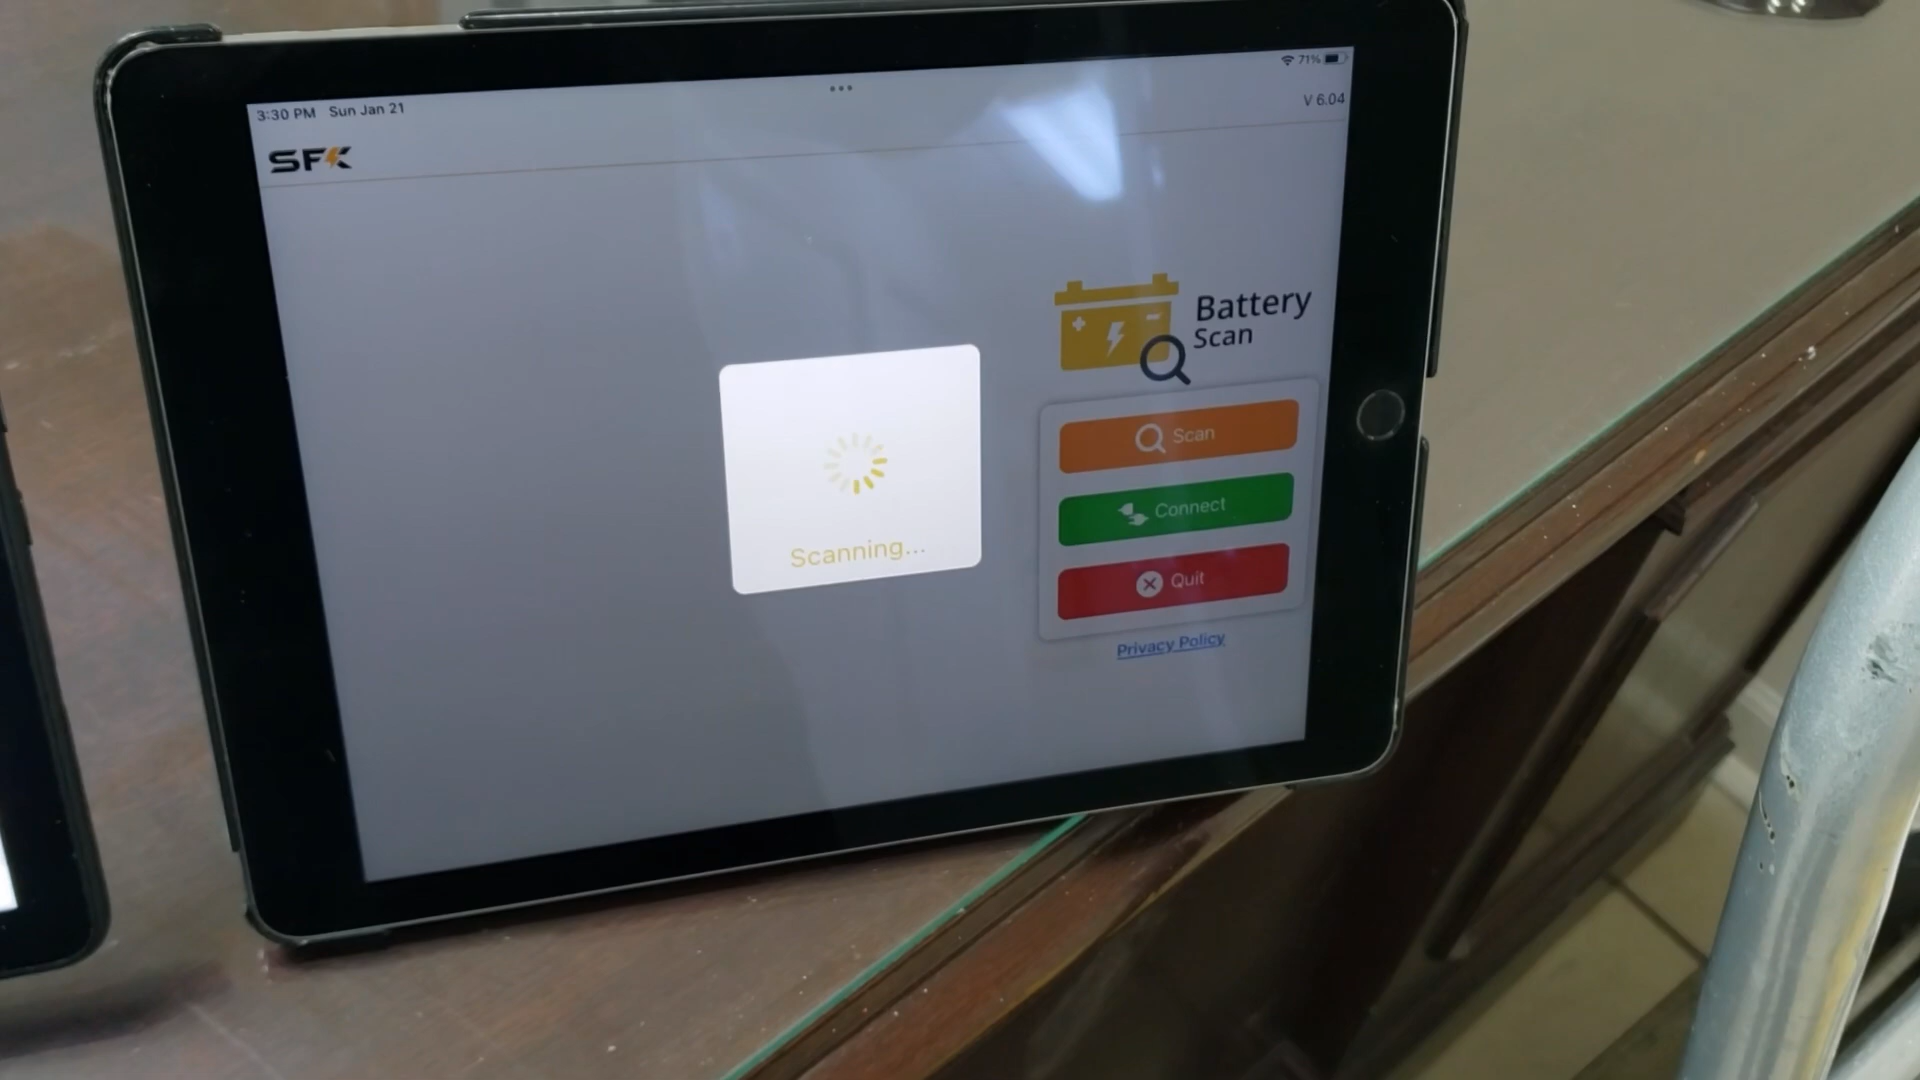 3:30 PM Sun Jan 21
71%
V 6.04
SFK
Battery
Scan
Scan
Connect
Quit
Scanning...
Privacy Policy